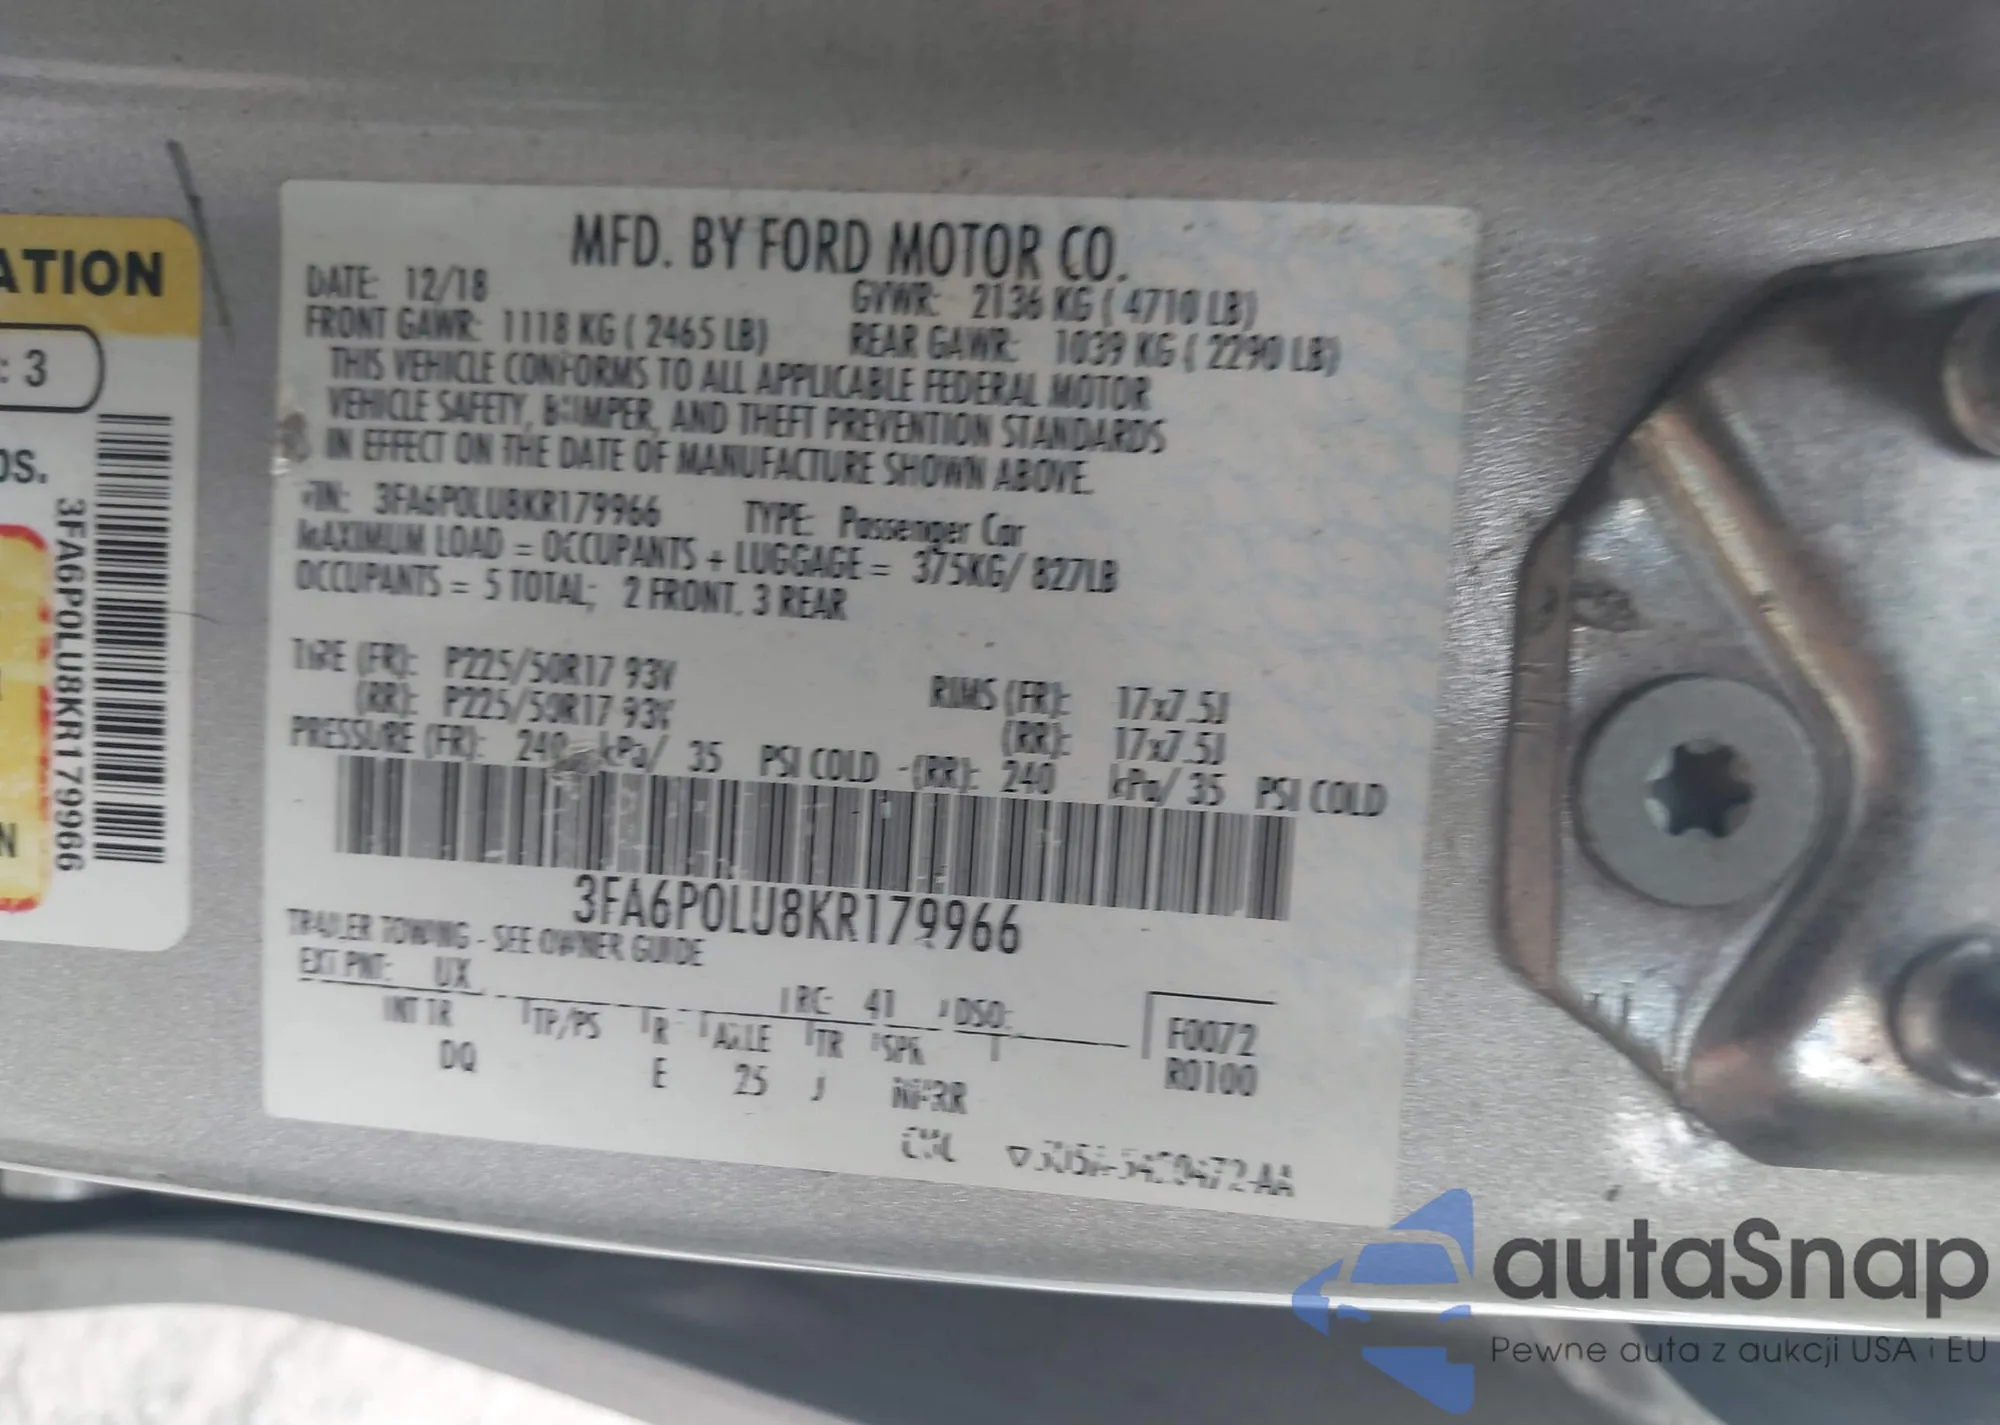 ATION
: 3
OS.
3FA6P0LU8KR179966
N
MFD. BY FORD MOTOR CO.
DATE: 12/18 GVWR: 2136 KG ( 4710 LB)
FRONT GAWR: 1118 KG ( 2465 LB) REAR GAWR: 1039 KG ( 2290 LB)
THIS VEHICLE CONFORMS TO ALL APPLICABLE FEDERAL MOTOR
VEHICLE SAFETY, BUMPER, AND THEFT PREVENTION STANDARDS
IN EFFECT ON THE DATE OF MANUFACTURE SHOWN ABOVE.
VIN: 3FA6P0LU8KR179966 TYPE: Passenger Car
MAXIMUM LOAD = OCCUPANTS + LUGGAGE = 375KG/ 827LB
OCCUPANTS = 5 TOTAL; 2 FRONT, 3 REAR
TIRE (FR): P225/50R17 93V RIMS (FR): 17x7.5J
(RR): P225/50R17 93V (RR): 17x7.5J
PRESSURE (FR): 240 kPa/ 35 PSI COLD -(RR): 240 kPa/ 35 PSI COLD
3FA6P0LU8KR179966
TRAILER TOWING - SEE OWNER GUIDE
EXT PNT: UX RC: 41 DSO:
INT TR TP/PS R AXLE TR SPR F0072
DQ E 25 J R0100
autaSnap
Pewne auta z aukcji USA i EU